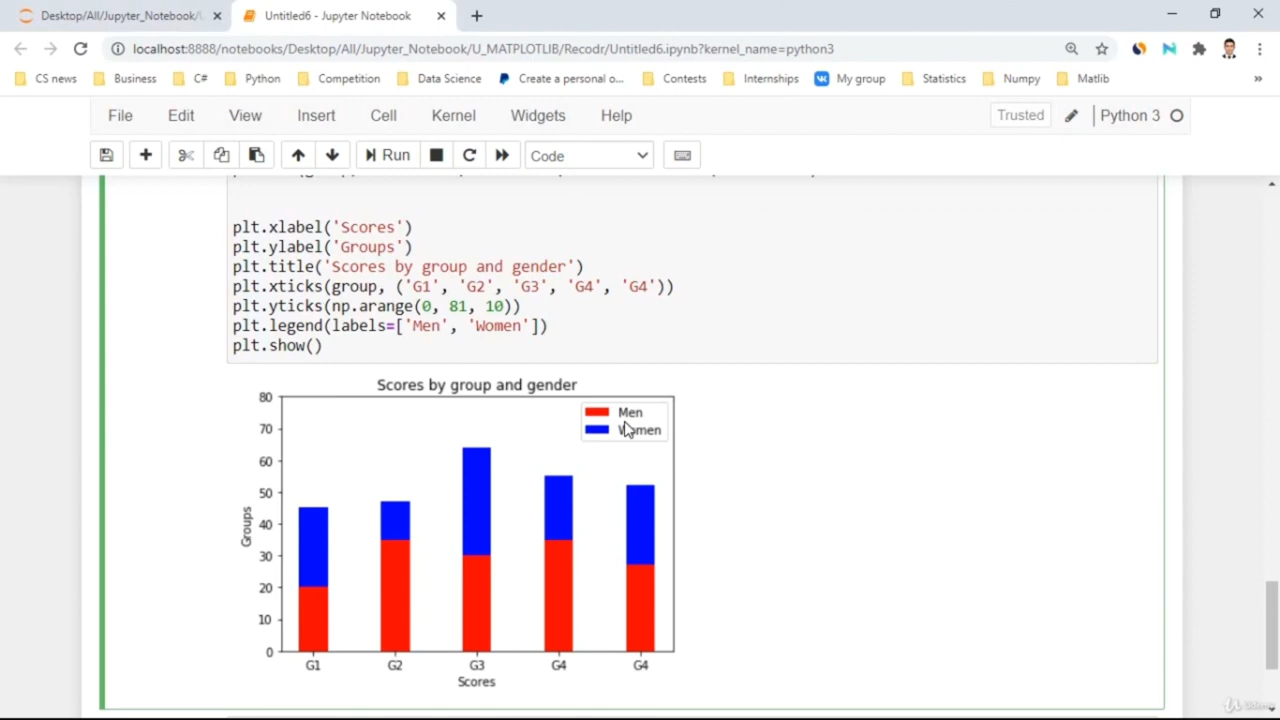 Desktop/All/Jupyter_Notebook/
Untitled6 - Jupyter Notebook
localhost:8888/notebooks/Desktop/All/Jupyter_Notebook/U_MATPLOTLIB/Recodr/Untitled6.ipynb?kernel_name=python3
CS news Business C# Python Competition Data Science Create a personal o... Contests Internships My group Statistics Numpy Matlib »
File Edit View Insert Cell Kernel Widgets Help Trusted Python 3
Run Code
plt.xlabel('Scores')
plt.ylabel('Groups')
plt.title('Scores by group and gender')
plt.xticks(group, ('G1', 'G2', 'G3', 'G4', 'G4'))
plt.yticks(np.arange(0, 81, 10))
plt.legend(labels=['Men', 'Women'])
plt.show()
Scores by group and gender
80
Men
70
Women
60
50
40
Groups
30
20
10
0
G1 G2 G3 G4 G4
Scores
Udemy